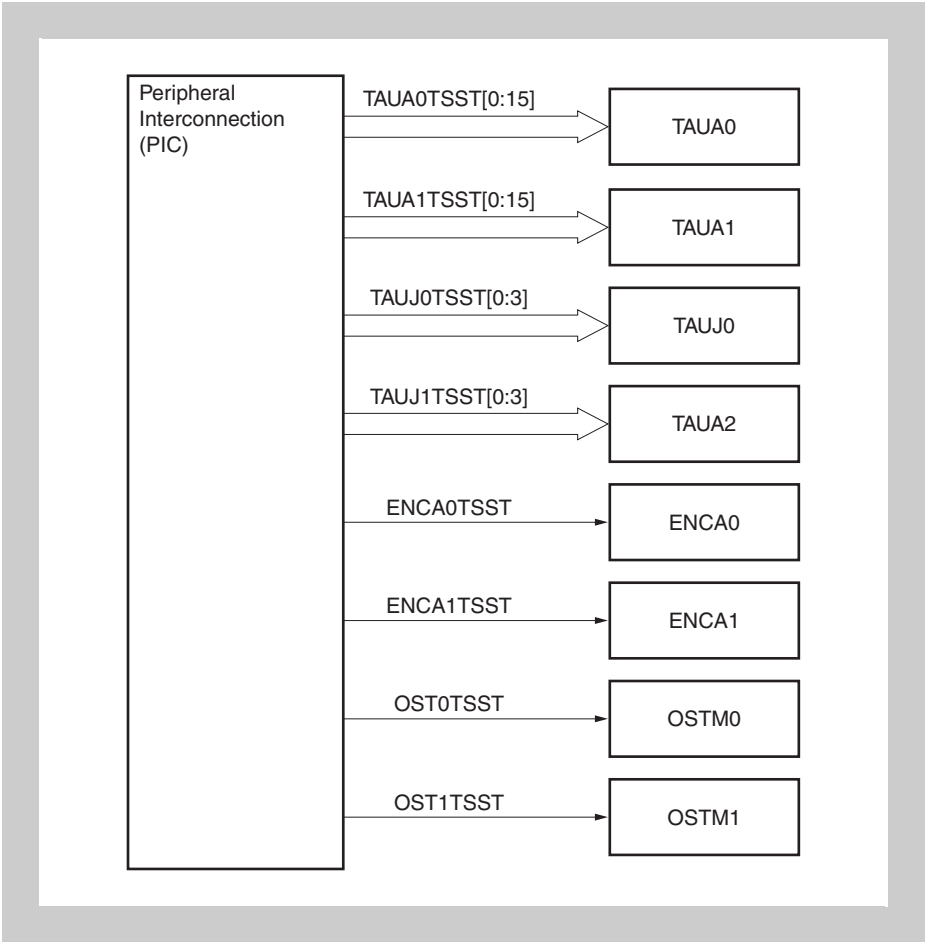 Peripheral
Interconnection
(PIC)
TAUA0TSST[0:15]
TAUA0
TAUA1TSST[0:15]
TAUA1
TAUJ0TSST[0:3]
TAUJ0
TAUJ1TSST[0:3]
TAUA2
ENCA0TSST
ENCA0
ENCA1TSST
ENCA1
OST0TSST
OSTM0
OST1TSST
OSTM1